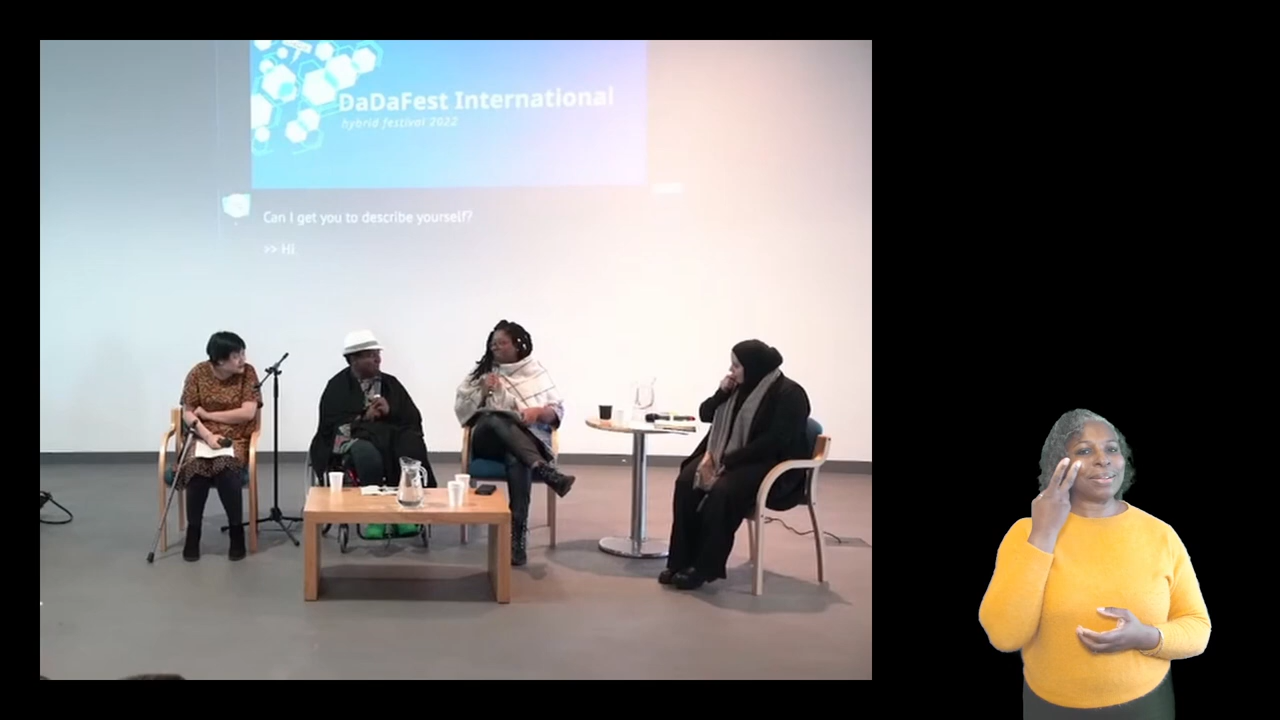 DaDaFest International
hybrid festival 2022
Can I get you to describe yourself?
>> Hi